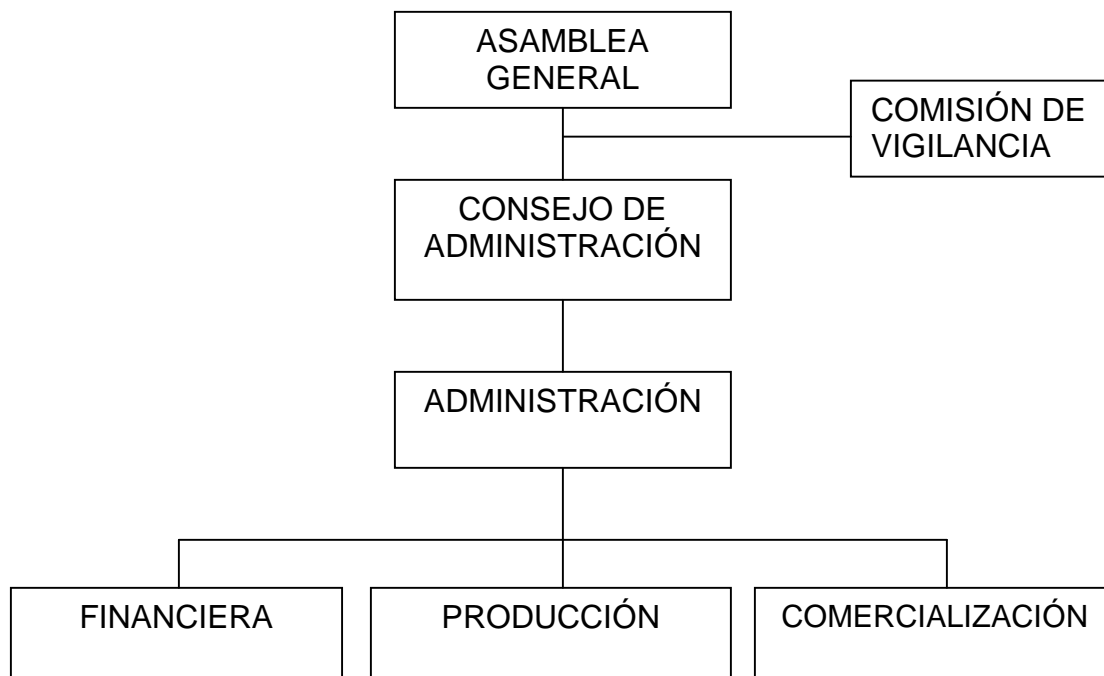 ASAMBLEA
GENERAL
COMISIÓN DE
VIGILANCIA
CONSEJO DE
ADMINISTRACIÓN
ADMINISTRACIÓN
FINANCIERA
PRODUCCIÓN
COMERCIALIZACIÓN